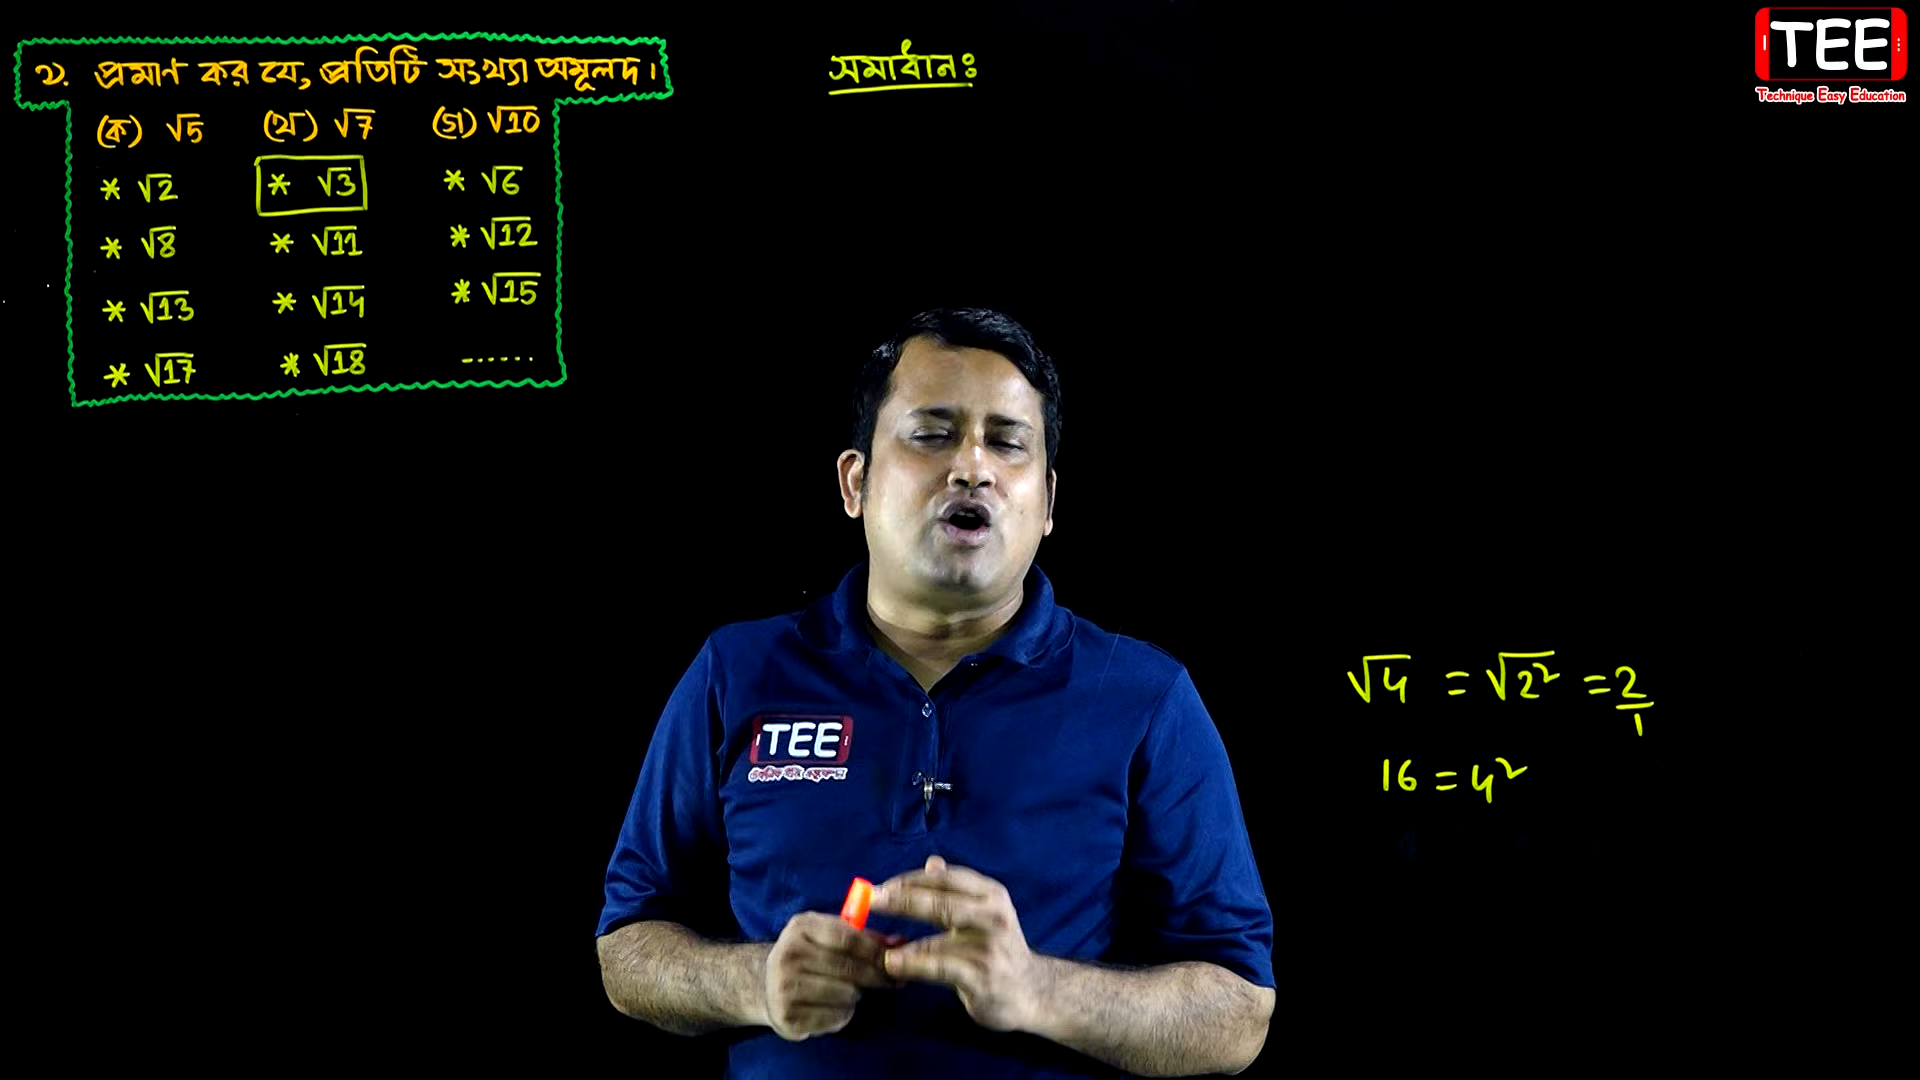 ১. প্রমাণ কর যে, প্রতিটি সংখ্যা অমূলদ।
(ক) √5 (খ) √7 (গ) √10
* √2 * √3 * √6
* √8 * √11 * √12
* √13 * √14 * √15
* √17 * √18 ......
সমাধানঃ
TEE
Technique Easy Education
TEE
√4 = √2² = 2/1
16 = 4²